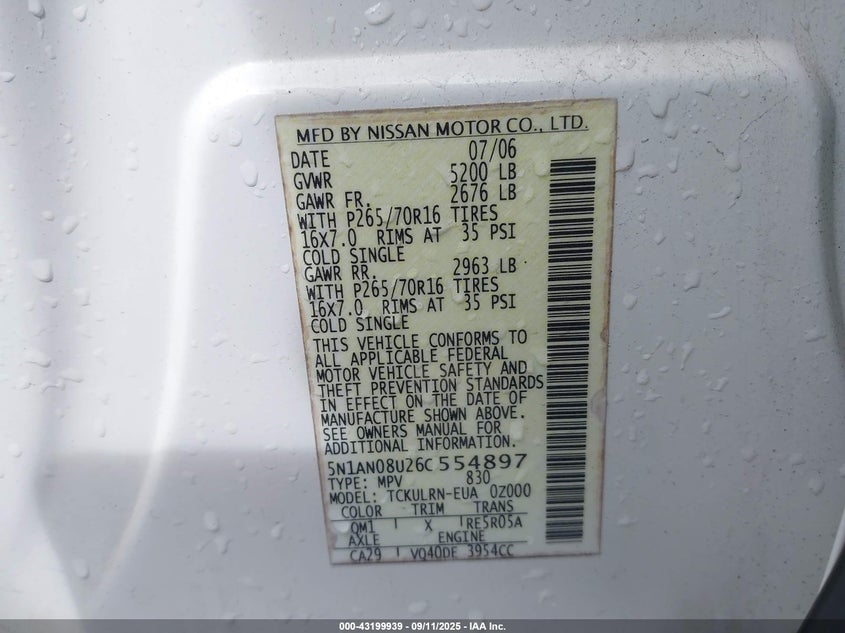 MFD BY NISSAN MOTOR CO., LTD.
DATE 07/06
GVWR 5200 LB
GAWR FR. 2676 LB
WITH P265/70R16 TIRES
16X7.0 RIMS AT 35 PSI
COLD SINGLE
GAWR RR. 2963 LB
WITH P265/70R16 TIRES
16X7.0 RIMS AT 35 PSI
COLD SINGLE
THIS VEHICLE CONFORMS TO
ALL APPLICABLE FEDERAL
MOTOR VEHICLE SAFETY AND
THEFT PREVENTION STANDARDS
IN EFFECT ON THE DATE OF
MANUFACTURE SHOWN ABOVE.
SEE OWNERS MANUAL FOR
ADDITIONAL INFORMATION.
5N1AN08U26C554897
TYPE: MPV 830
MODEL: TCKULRN-EUA 0Z000
COLOR TRIM TRANS
QM1 X RE5R05A
AXLE ENGINE
CA29 VQ40DE 3954CC
000-43199939 - 09/11/2025 - IAA Inc.